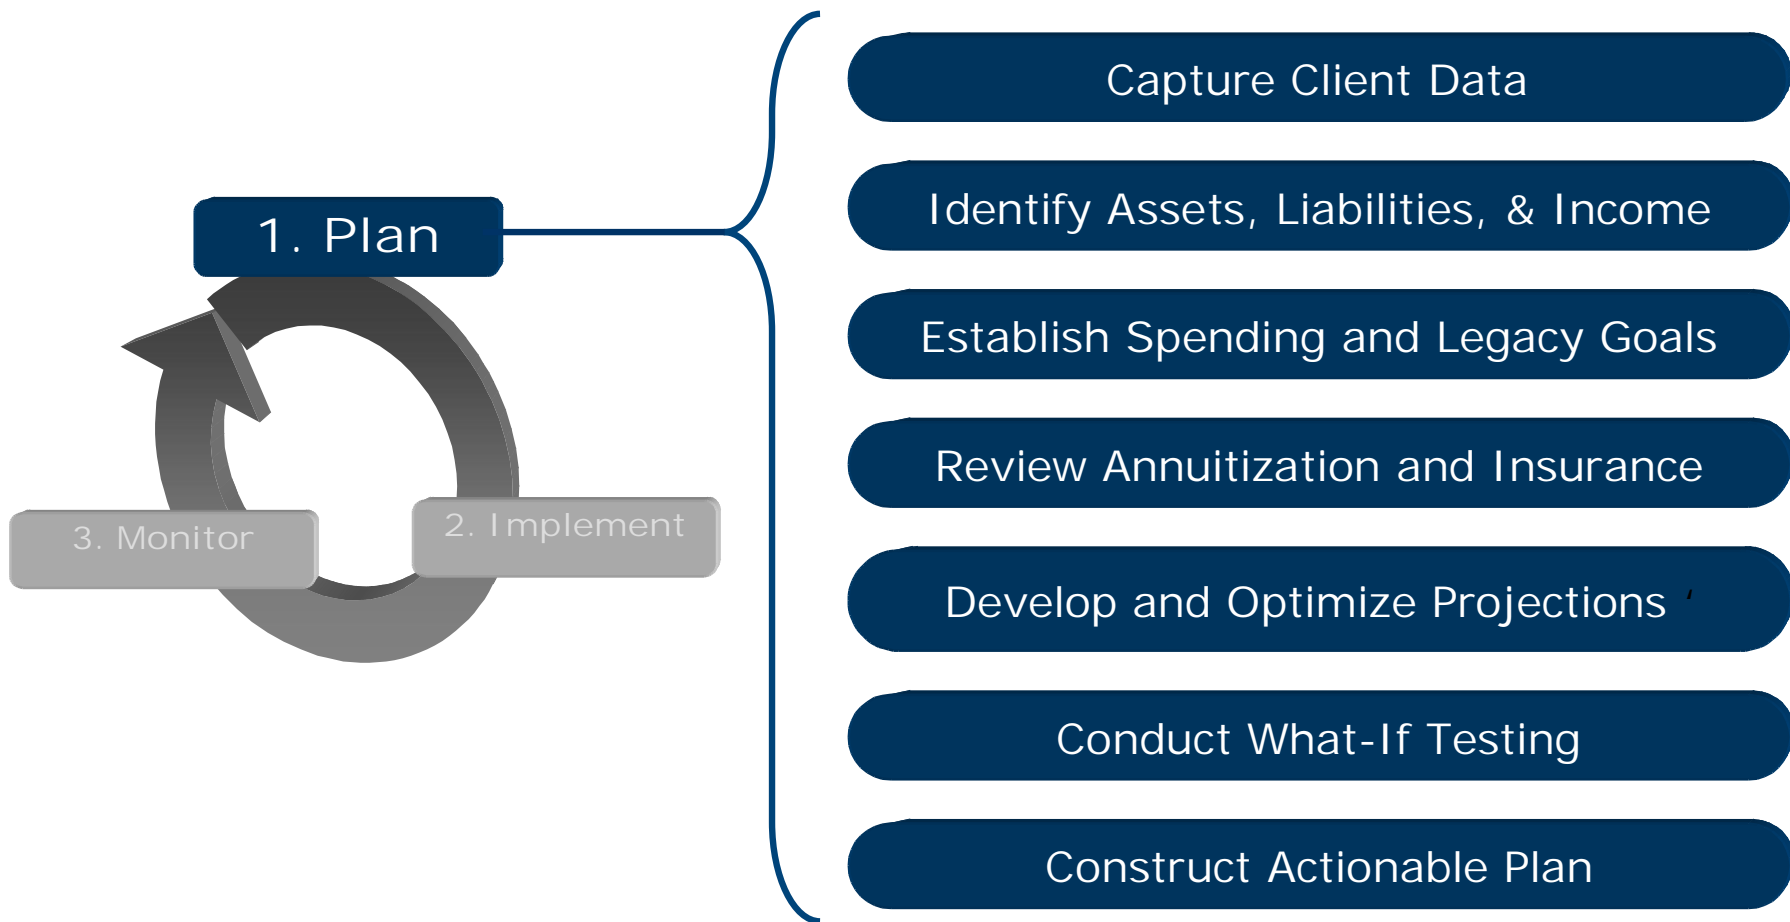 1. Plan
2. Implement
3. Monitor
Capture Client Data
Identify Assets, Liabilities, & Income
Establish Spending and Legacy Goals
Review Annuitization and Insurance
Develop and Optimize Projections ‘
Conduct What-If Testing
Construct Actionable Plan